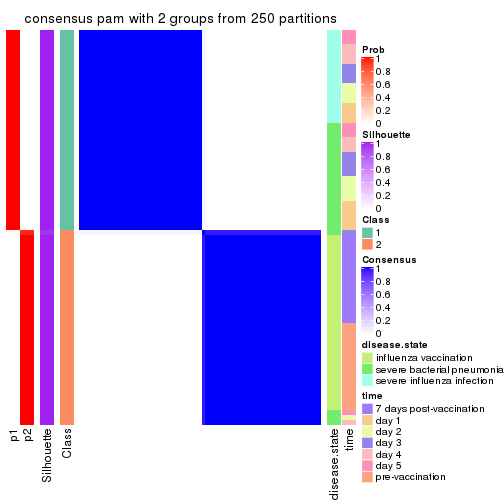 consensus pam with 2 groups from 250 partitions
Prob
1
0.8
0.6
0.4
0.2
0
Silhouette
1
0.8
0.6
0.4
0.2
0
Class
1
2
Consensus
1
0.8
0.6
0.4
0.2
0
disease.state
influenza vaccination
severe bacterial pneumonia
severe influenza infection
time
7 days post-vaccination
day 1
day 2
day 3
day 4
day 5
pre-vaccination
p1
p2
Silhouette
Class
disease.state
time